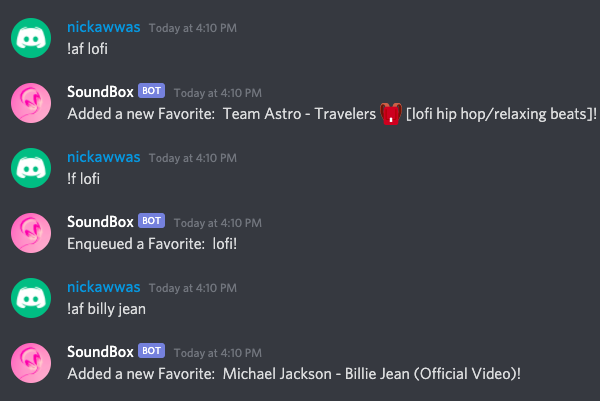 nickawwas Today at 4:10 PM
!af lofi
SoundBox BOT Today at 4:10 PM
Added a new Favorite: Team Astro - Travelers 🎒 [lofi hip hop/relaxing beats]!
nickawwas Today at 4:10 PM
!f lofi
SoundBox BOT Today at 4:10 PM
Enqueued a Favorite: lofi!
nickawwas Today at 4:10 PM
!af billy jean
SoundBox BOT Today at 4:10 PM
Added a new Favorite: Michael Jackson - Billie Jean (Official Video)!